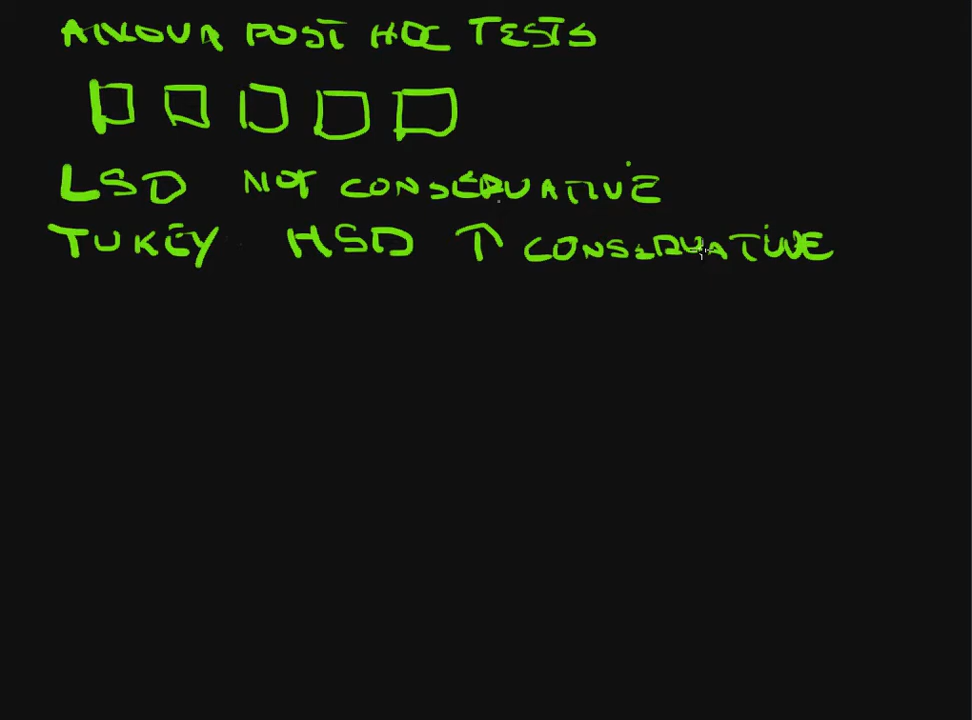 ANOVA POST HOC TESTS
LSD NOT CONSERVATIVE
TUKEY HSD ↑ CONSERVATIVE